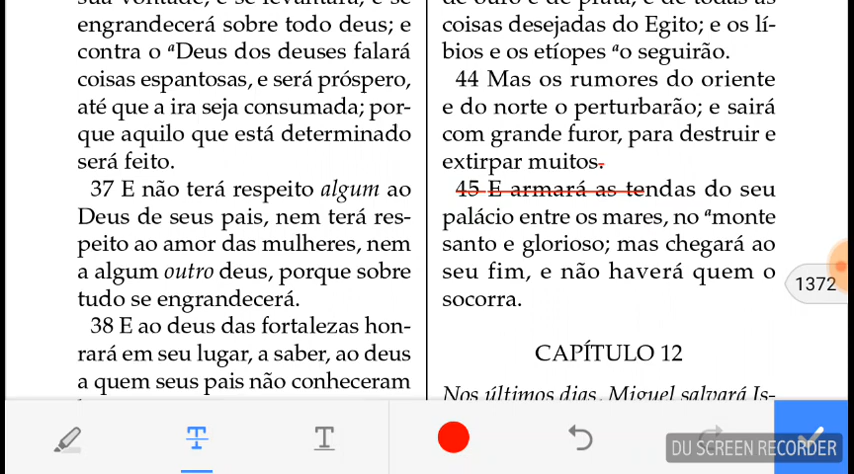 sua vontade, e se levantará, e se
engrandecerá sobre todo deus; e
contra o ªDeus dos deuses falará
coisas espantosas, e será próspero,
até que a ira seja consumada; por-
que aquilo que está determinado
será feito.
37 E não terá respeito algum ao
Deus de seus pais, nem terá res-
peito ao amor das mulheres, nem
a algum outro deus, porque sobre
tudo se engrandecerá.
38 E ao deus das fortalezas hon-
rará em seu lugar, a saber, ao deus
a quem seus pais não conheceram
de ouro e de prata, e de todas as
coisas desejadas do Egito; e os lí-
bios e os etíopes ªo seguirão.
44 Mas os rumores do oriente
e do norte o perturbarão; e sairá
com grande furor, para destruir e
extirpar muitos.
45 E armará as tendas do seu
palácio entre os mares, no ªmonte
santo e glorioso; mas chegará ao
seu fim, e não haverá quem o
socorra.
CAPÍTULO 12
Nos últimos dias, Miguel salvará Is-
1372
T
T
DU SCREEN RECORDER